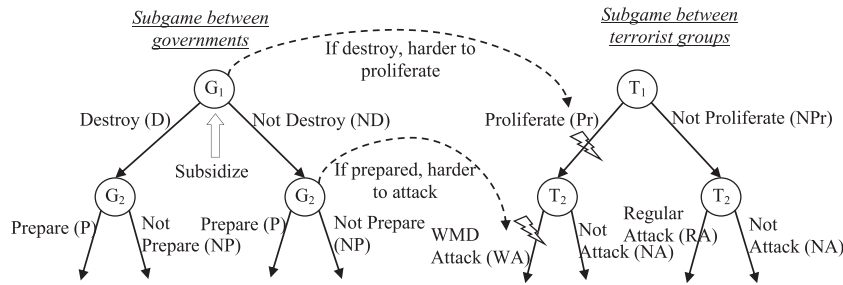 Subgame between
governments
Subgame between
terrorist groups
If destroy, harder to
proliferate
G1
T1
Destroy (D)
Not Destroy (ND)
Proliferate (Pr)
Not Proliferate (NPr)
Subsidize
If prepared, harder
to attack
G2
G2
T2
T2
Prepare (P)
Not
Prepare (NP)
Prepare (P)
Not Prepare
(NP)
WMD
Attack (WA)
Not
Attack (NA)
Regular
Attack (RA)
Not
Attack (NA)